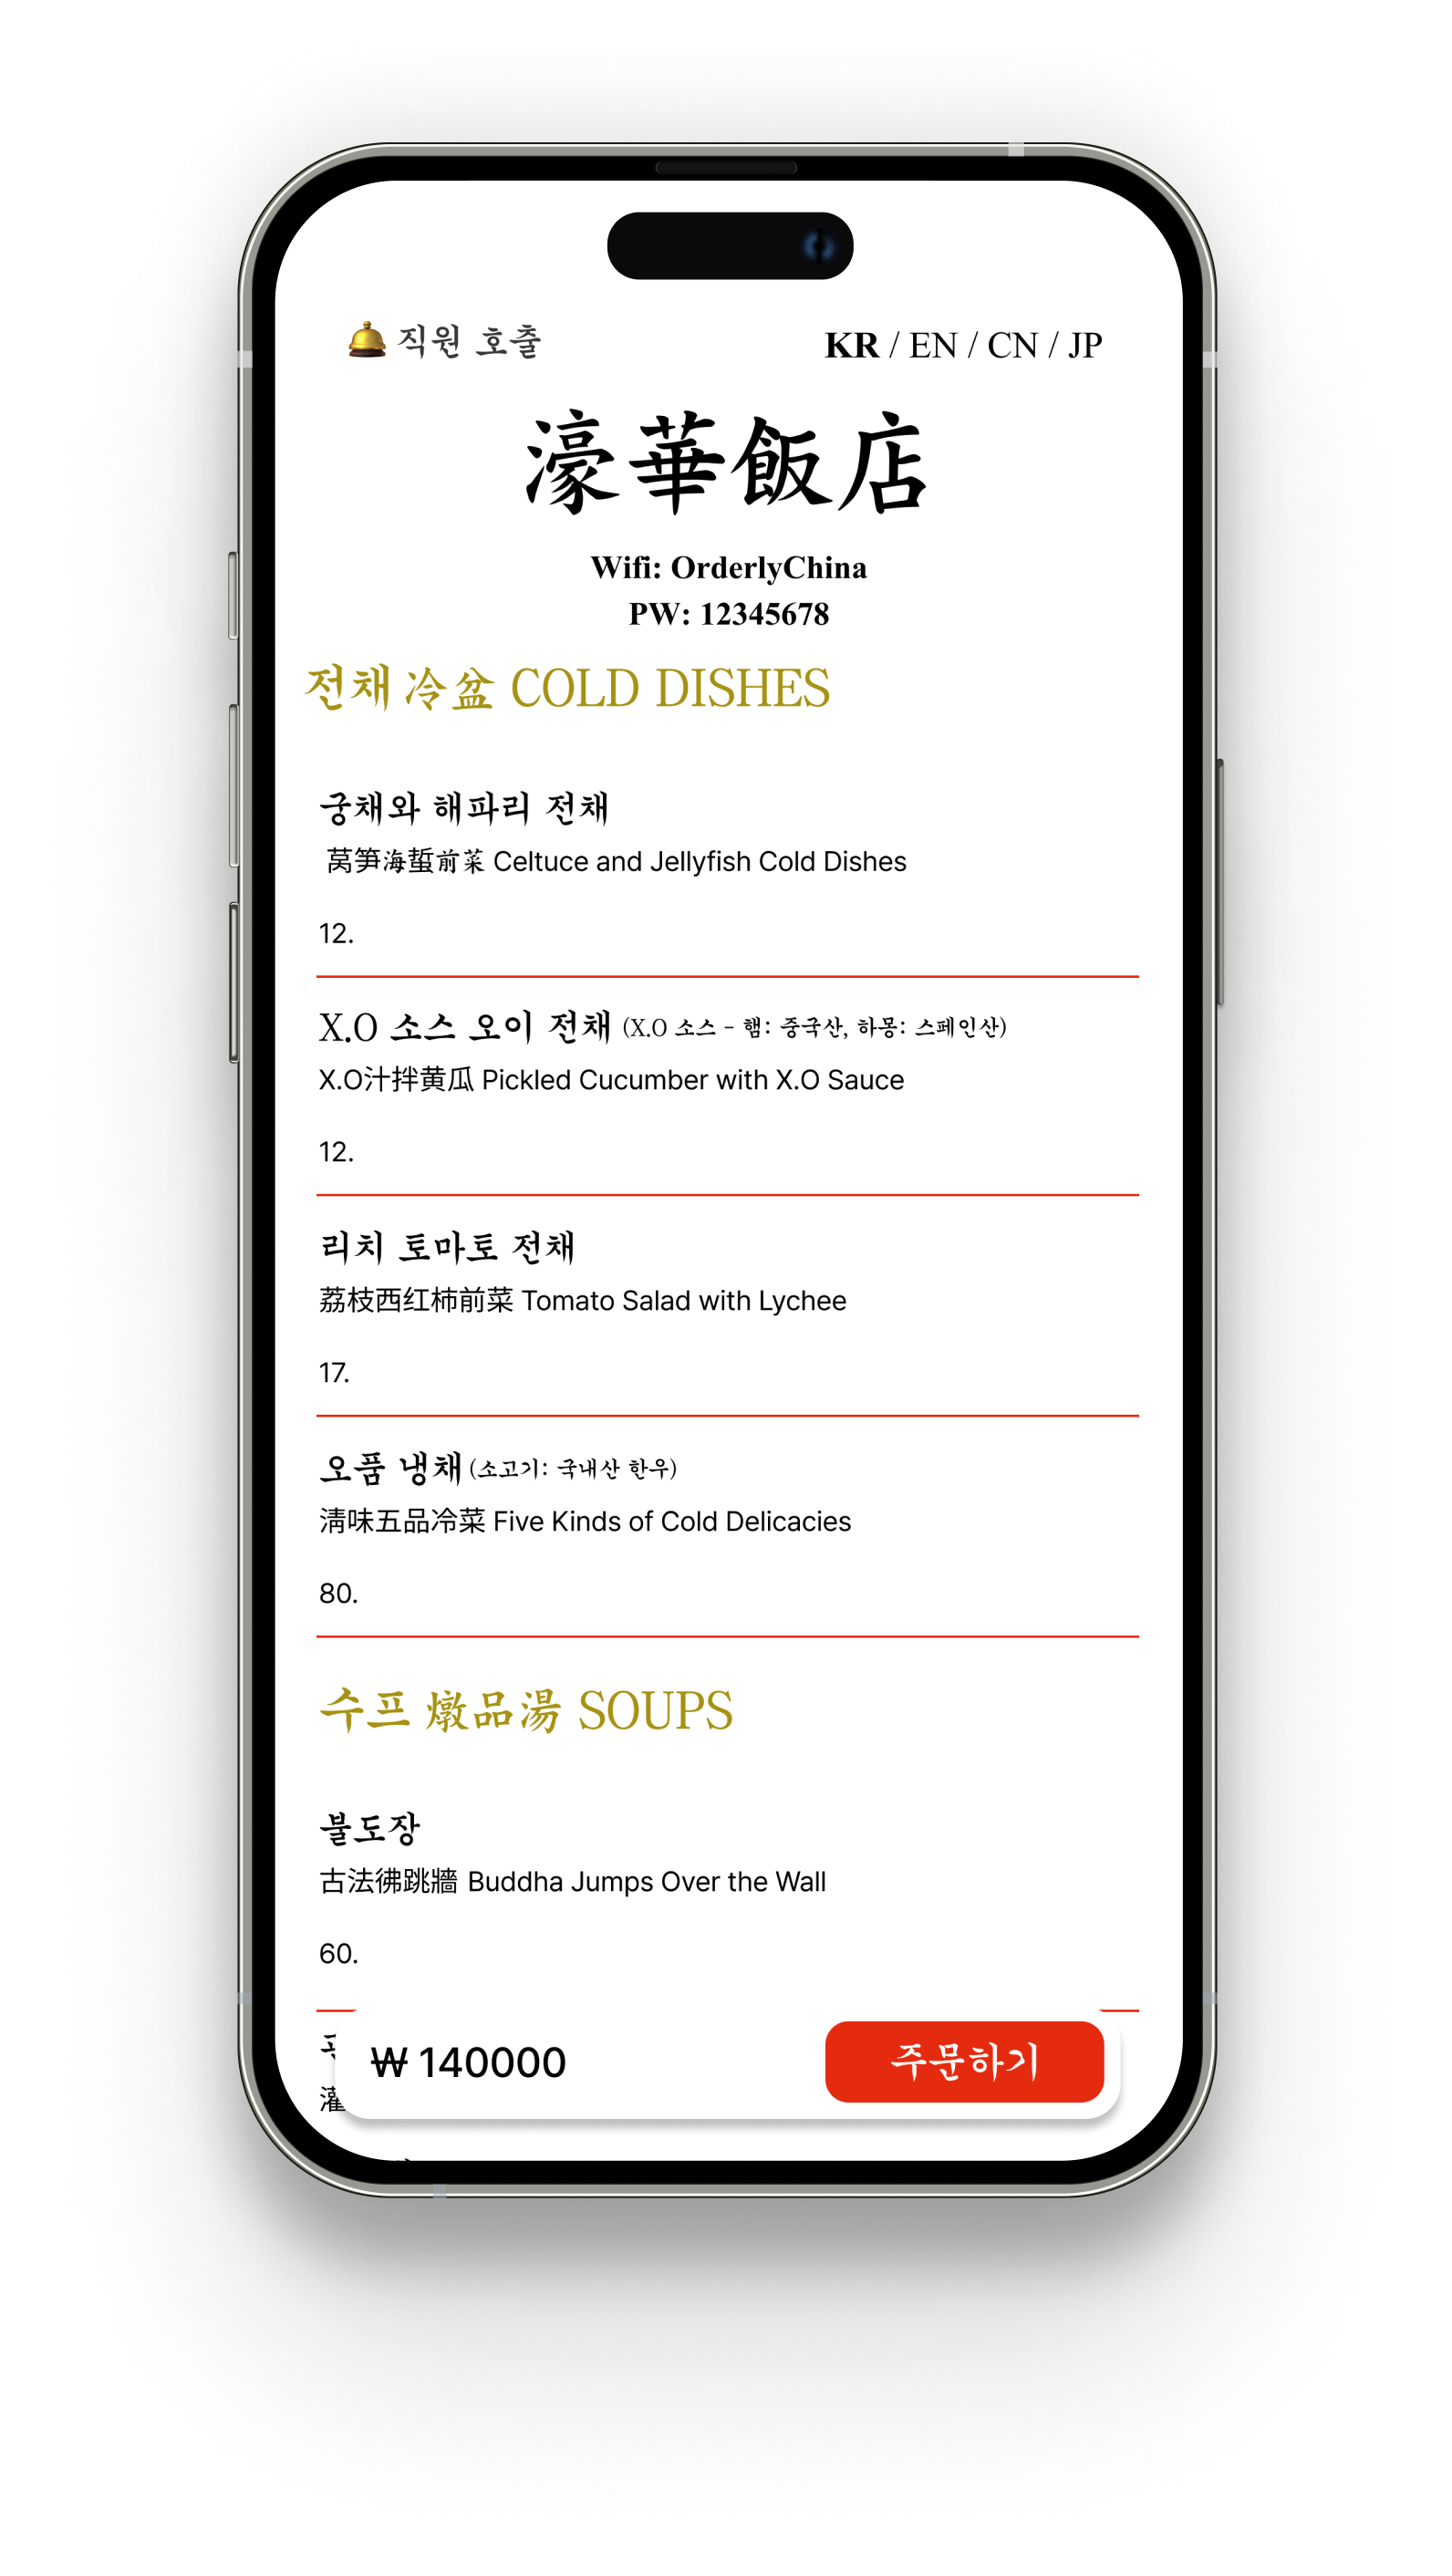 직원 호출
KR / EN / CN / JP
濠華飯店
Wifi: OrderlyChina
PW: 12345678
전채 冷盆 COLD DISHES
궁채와 해파리 전채
莴笋海蜇前菜 Celtuce and Jellyfish Cold Dishes
12.
X.O 소스 오이 전채 (X.O 소스 - 햄: 중국산, 하몽: 스페인산)
X.O汁拌黄瓜 Pickled Cucumber with X.O Sauce
12.
리치 토마토 전채
荔枝西红柿前菜 Tomato Salad with Lychee
17.
오품 냉채 (소고기: 국내산 한우)
淸味五品冷菜 Five Kinds of Cold Delicacies
80.
수프 燉品湯 SOUPS
불도장
古法彿跳牆 Buddha Jumps Over the Wall
60.
₩ 140000
주문하기
灌